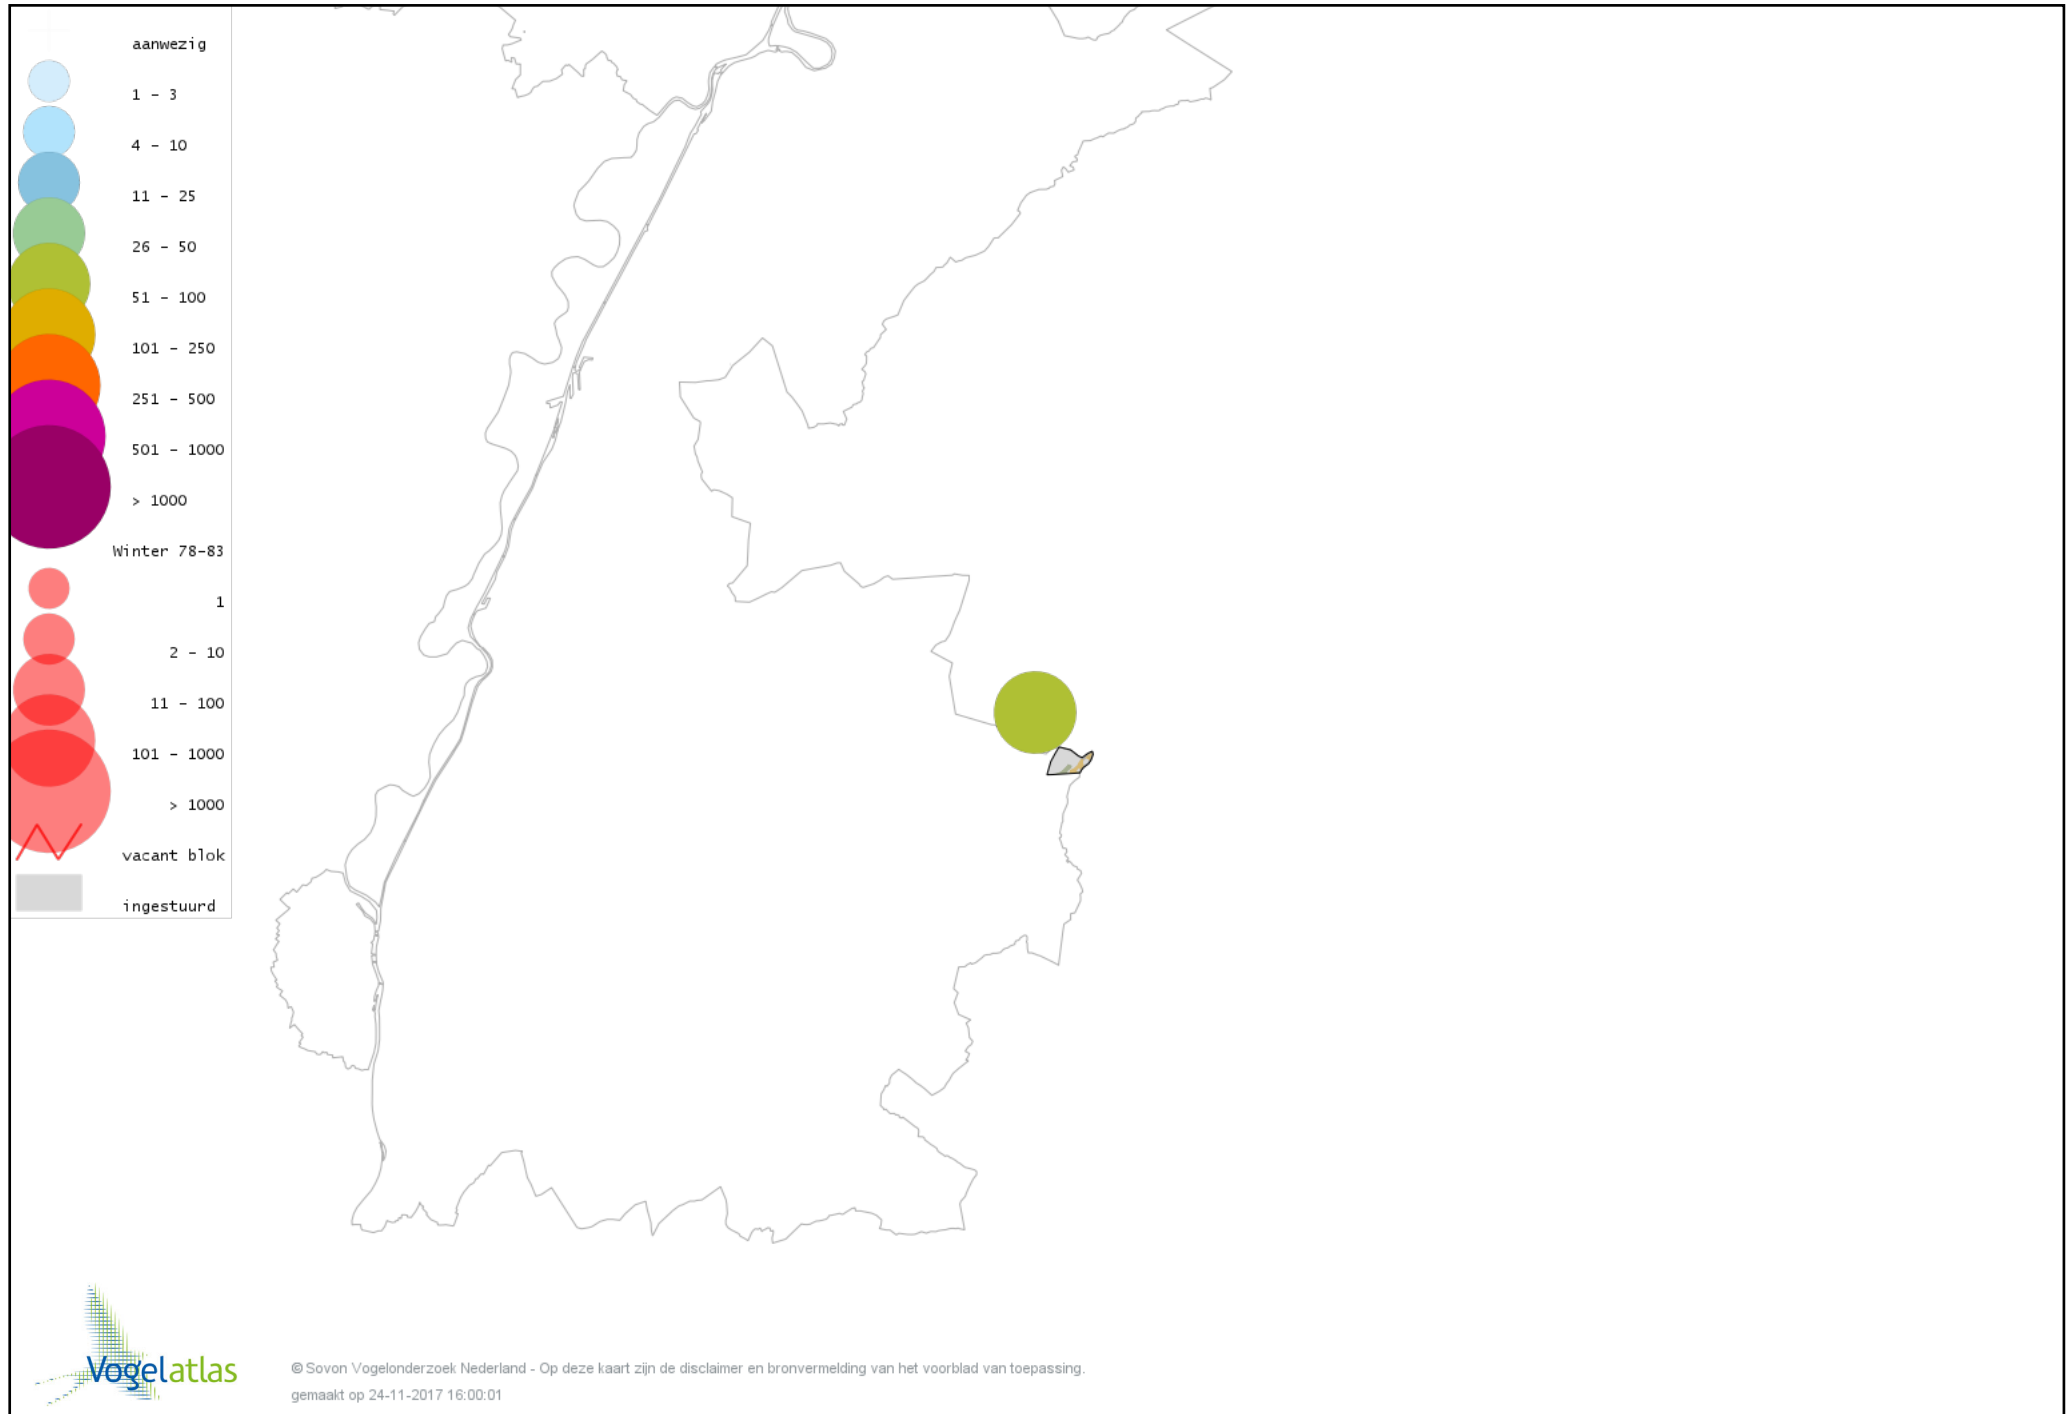 aanwezig
1 - 3
4 - 10
11 - 25
26 - 50
51 - 100
101 - 250
251 - 500
501 - 1000
> 1000
Winter 78-83
1
2 - 10
11 - 100
101 - 1000
> 1000
vacant blok
ingestuurd
Vogelatlas
© Sovon Vogelonderzoek Nederland - Op deze kaart zijn de disclaimer en bronvermelding van het voorblad van toepassing.
gemaakt op 24-11-2017 16:00:01